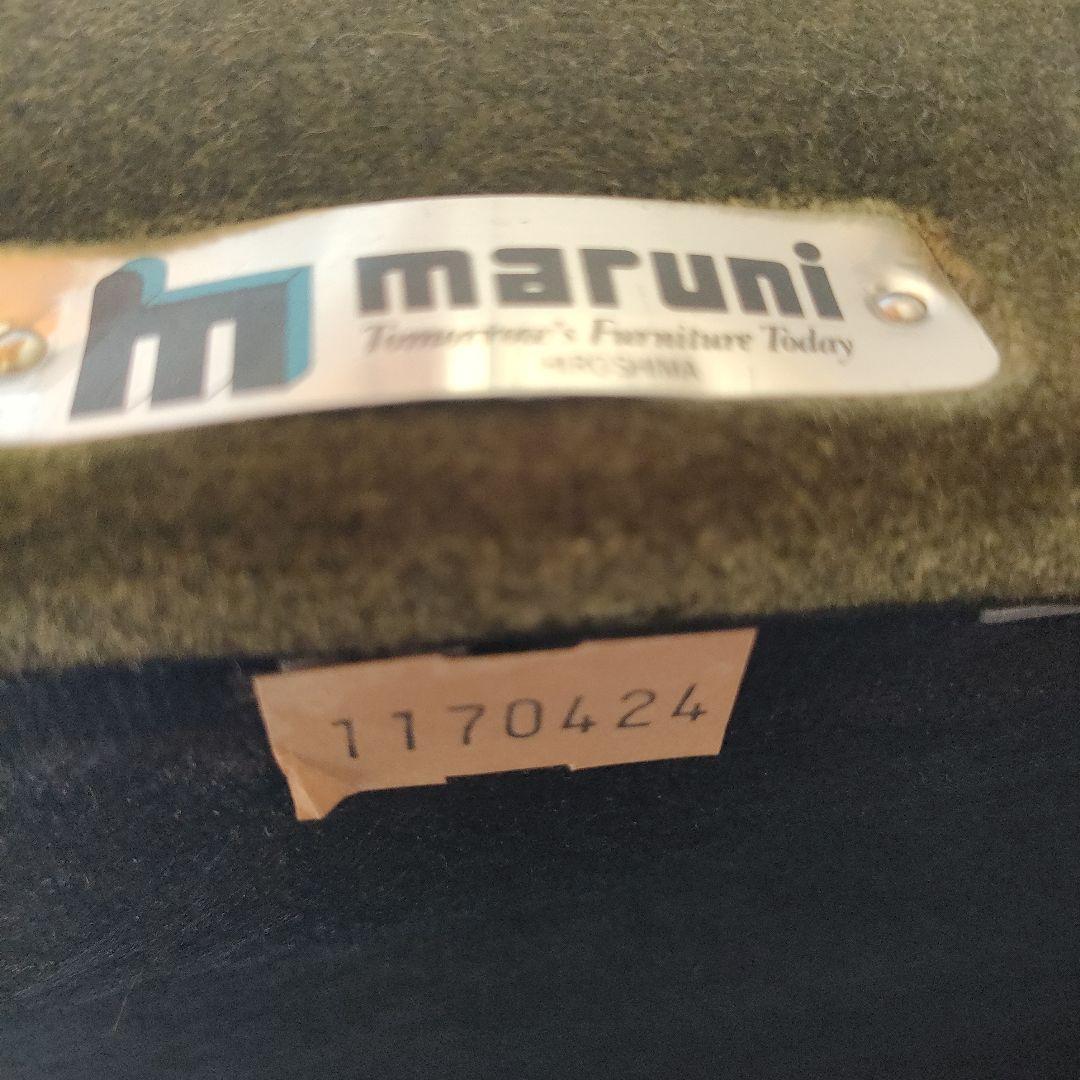 m maruni
Tomorrow's Furniture Today
HIROSHIMA
1170424